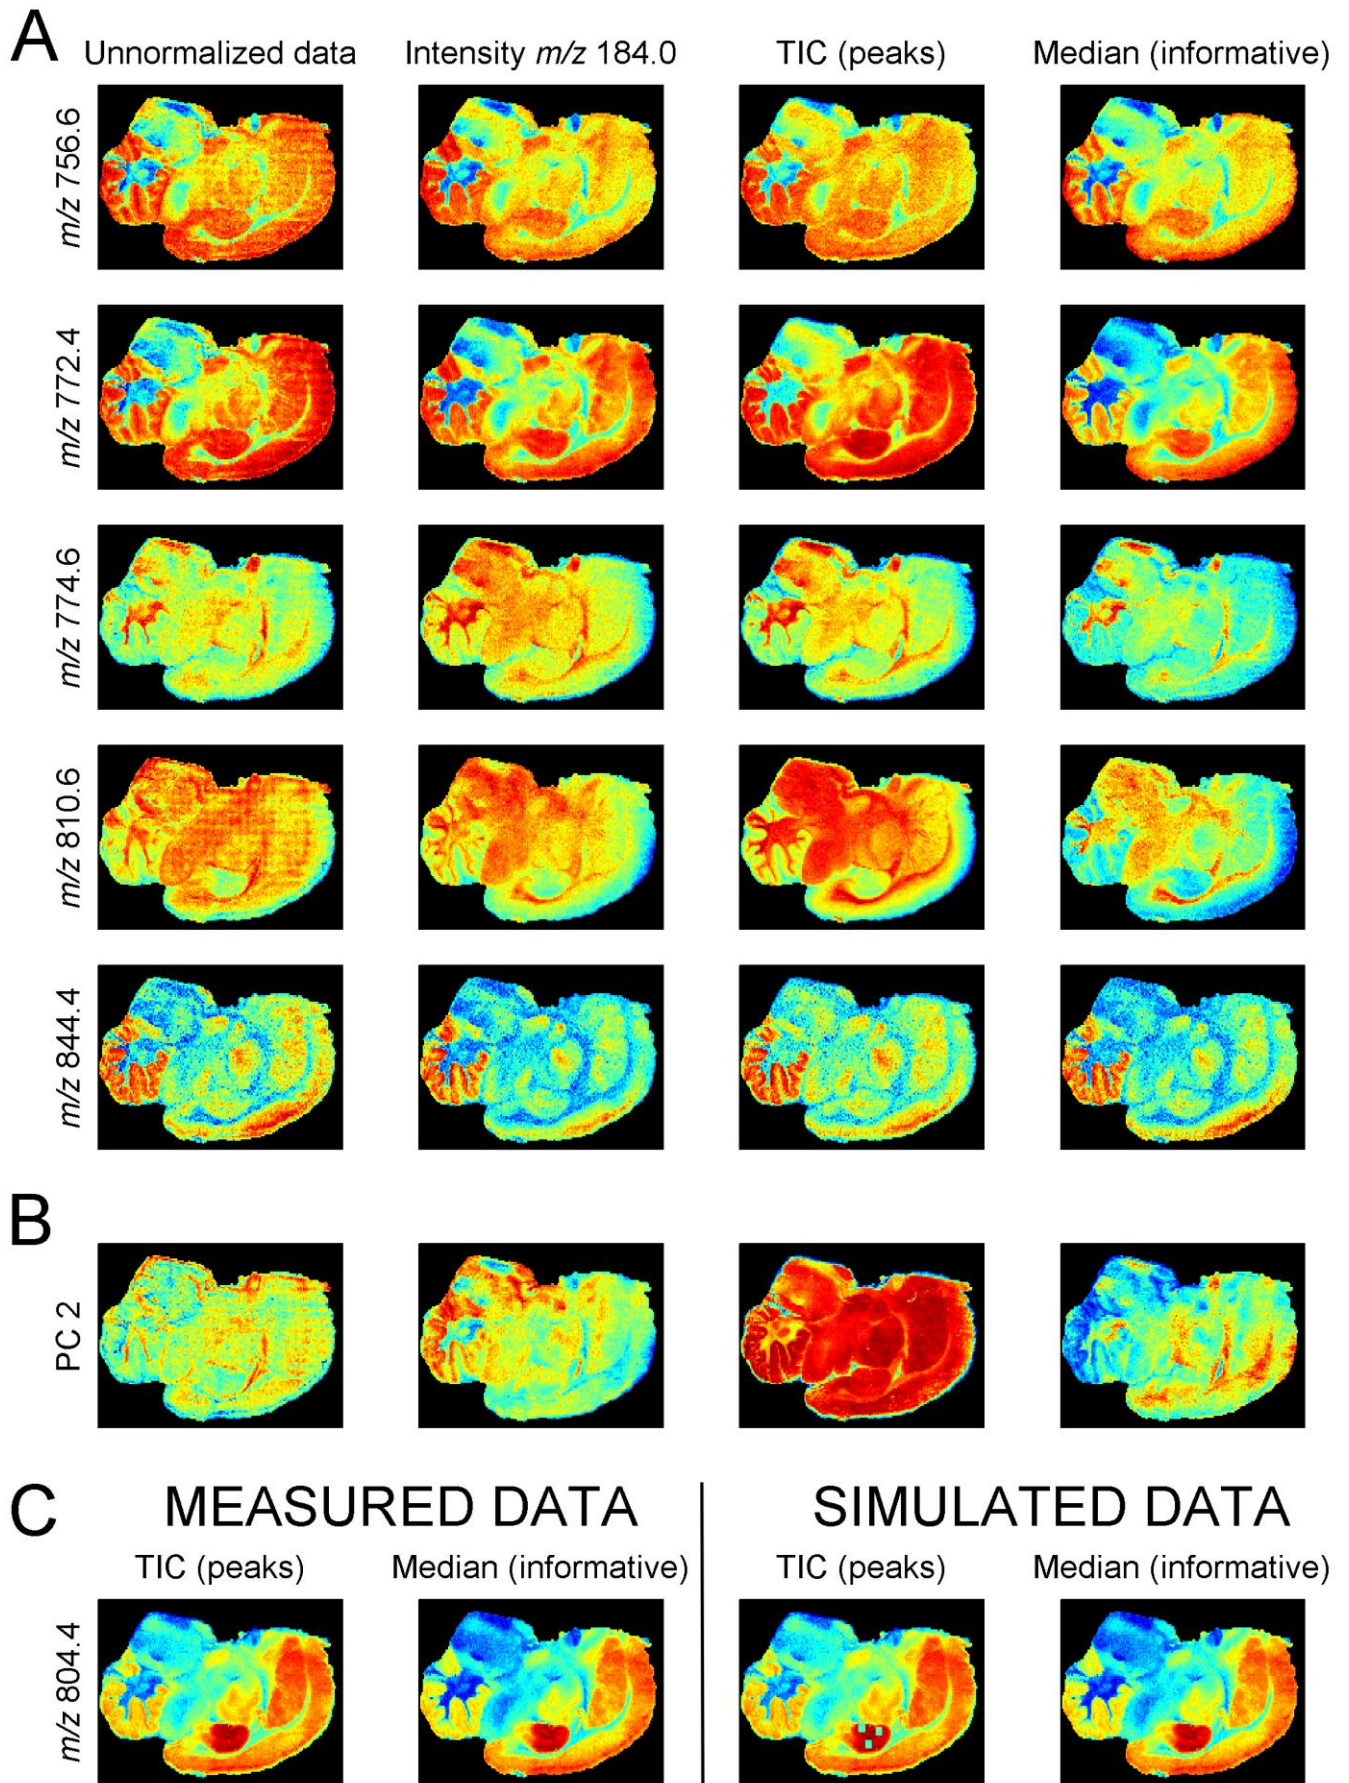 A
Unnormalized data Intensity m/z 184.0 TIC (peaks) Median (informative)
m/z 756.6
m/z 772.4
m/z 774.6
m/z 810.6
m/z 844.4
B
PC 2
C MEASURED DATA SIMULATED DATA
TIC (peaks) Median (informative) TIC (peaks) Median (informative)
m/z 804.4